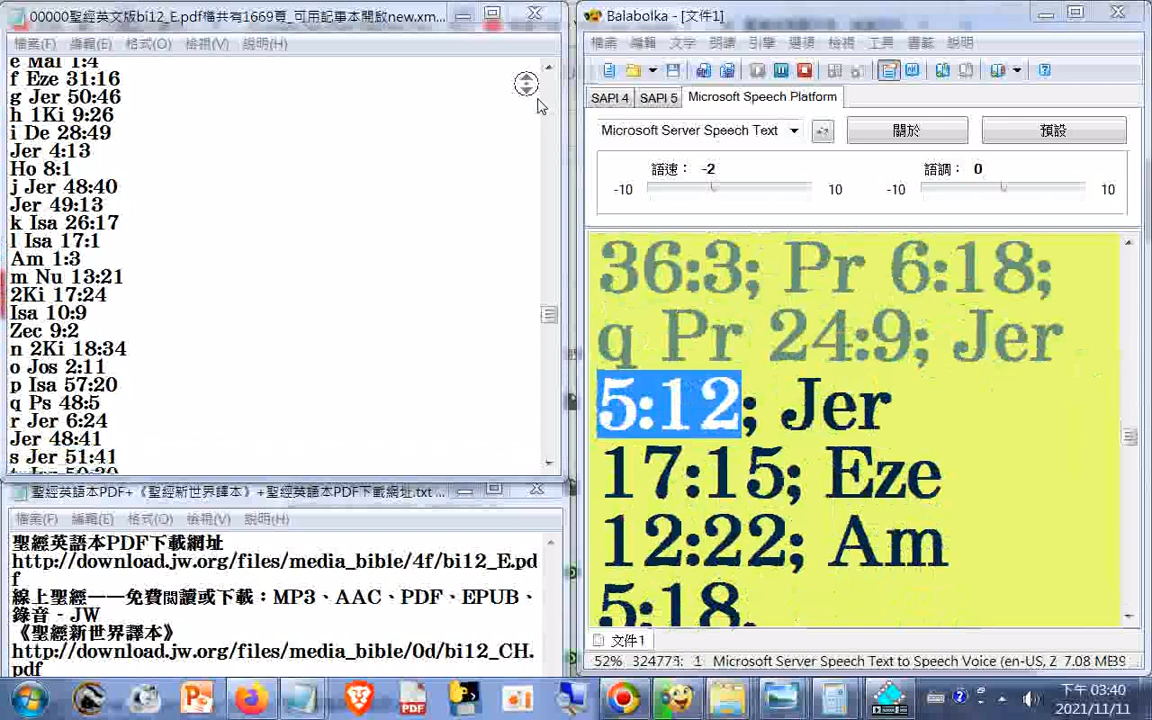 00000聖經英文版bi12_E.pdf檔共有1669頁_可用記事本開啟new.xm...
檔案(F) 編輯(E) 格式(O) 檢視(V) 說明(H)
e Mal 1:4
f Eze 31:16
g Jer 50:46
h 1Ki 9:26
i De 28:49
Jer 4:13
Ho 8:1
j Jer 48:40
Jer 49:13
k Isa 26:17
l Isa 17:1
Am 1:3
m Nu 13:21
2Ki 17:24
Isa 10:9
Zec 9:2
n 2Ki 18:34
o Jos 2:11
p Isa 57:20
q Ps 48:5
r Jer 6:24
Jer 48:41
s Jer 51:41
聖經英語本PDF+《聖經新世界譯本》+聖經英語本PDF下載網址.txt ...
檔案(F) 編輯(E) 格式(O) 檢視(V) 說明(H)
聖經英語本PDF下載網址
http://download.jw.org/files/media_bible/4f/bi12_E.pd
f
線上聖經——免費閱讀或下載：MP3、AAC、PDF、EPUB、
錄音 - JW
《聖經新世界譯本》
http://download.jw.org/files/media_bible/0d/bi12_CH.
pdf
Balabolka - [文件1]
檔案 編輯 文字 朗讀 引擎 選項 檢視 工具 書籤 說明
SAPI 4 SAPI 5 Microsoft Speech Platform
Microsoft Server Speech Text 關於 預設
語速： -2 語調： 0
-10 10 -10 10
36:3; Pr 6:18;
q Pr 24:9; Jer
5:12; Jer
17:15; Eze
12:22; Am
5:18.
文件1
52% 324773: 1 Microsoft Server Speech Text to Speech Voice (en-US, Z 7.08 MB
下午 03:40
2021/11/11